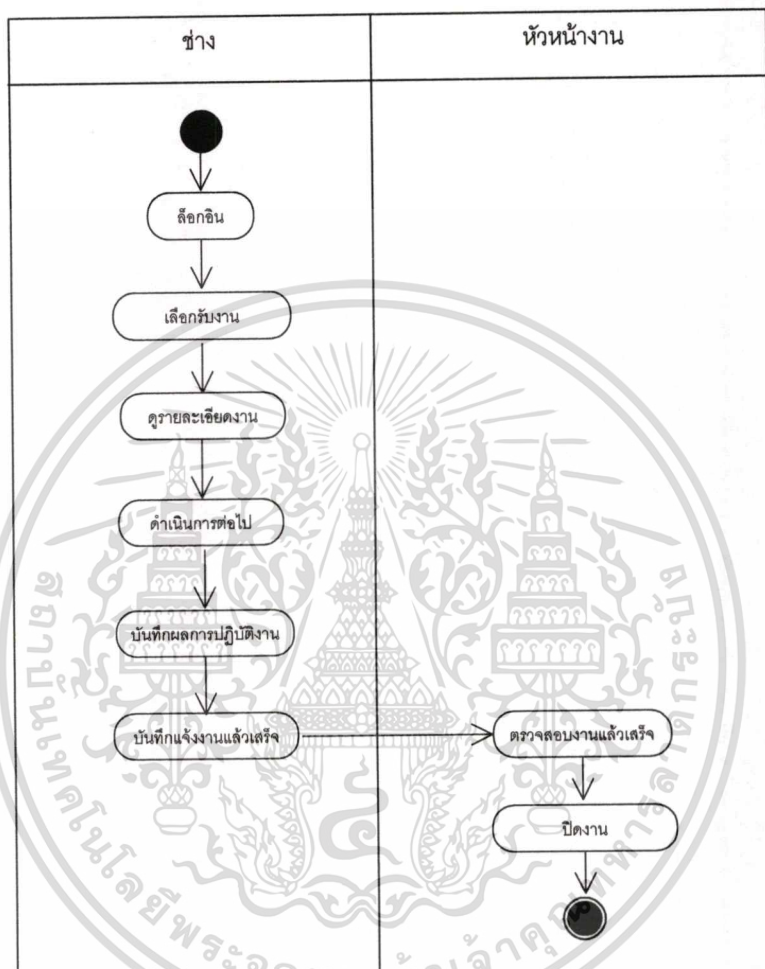 ช่าง
หัวหน้างาน
ล็อกอิน
เลือกรับงาน
ดูรายละเอียดงาน
ดำเนินการต่อไป
บันทึกผลการปฏิบัติงาน
บันทึกแจ้งงานแล้วเสร็จ
ตรวจสอบงานแล้วเสร็จ
ปิดงาน